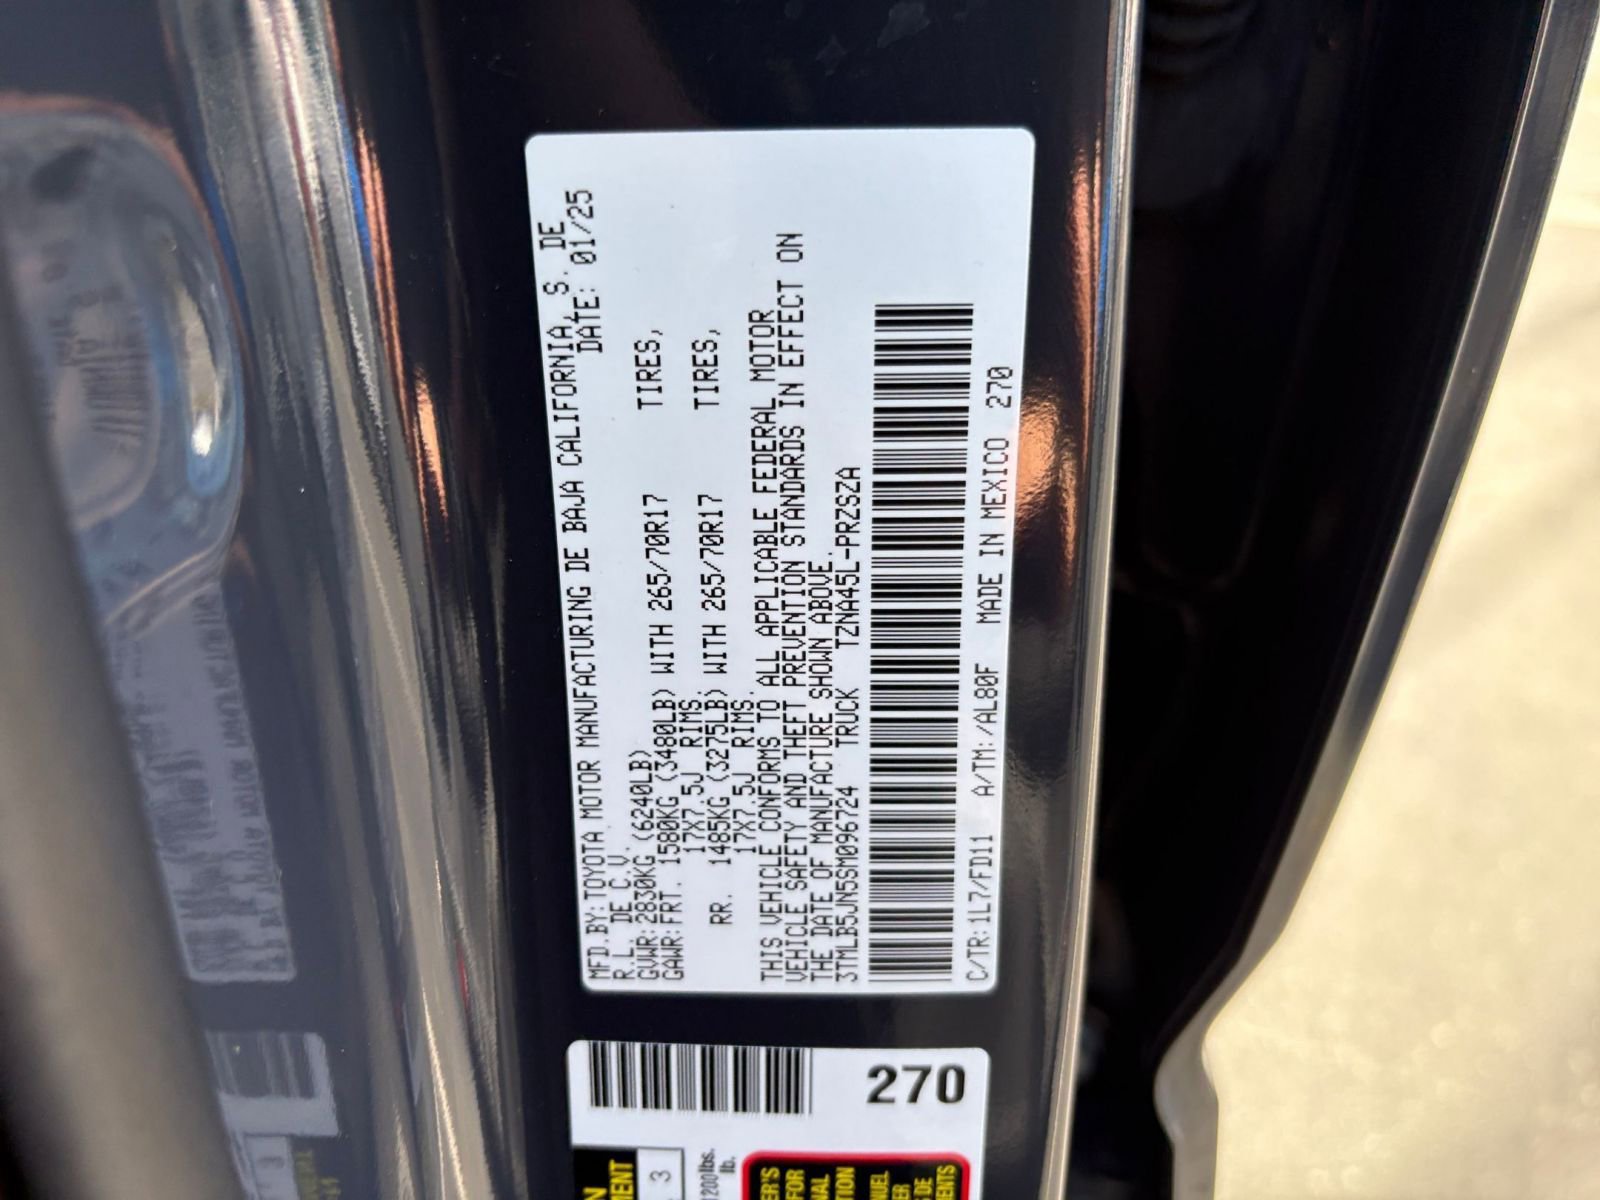 MFD.BY:TOYOTA MOTOR MANUFACTURING DE BAJA CALIFORNIA, S. DE
R.L. DE C.V. DATE: 01/25
GVWR:2830KG (6240LB)
GAWR:FRT. 1580KG (3480LB) WITH 265/70R17 TIRES,
17X7.5J RIMS.
RR. 1485KG (3275LB) WITH 265/70R17 TIRES,
17X7.5J RIMS.
THIS VEHICLE CONFORMS TO ALL APPLICABLE FEDERAL MOTOR
VEHICLE SAFETY AND THEFT PREVENTION STANDARDS IN EFFECT ON
THE DATE OF MANUFACTURE SHOWN ABOVE.
3TMLB5JN5SM096724 TRUCK TZNA45L-PRZSZA
C/TR:1L7/FD11 A/TM:/AL80F MADE IN MEXICO 270
270
3
1200lbs.
lb.